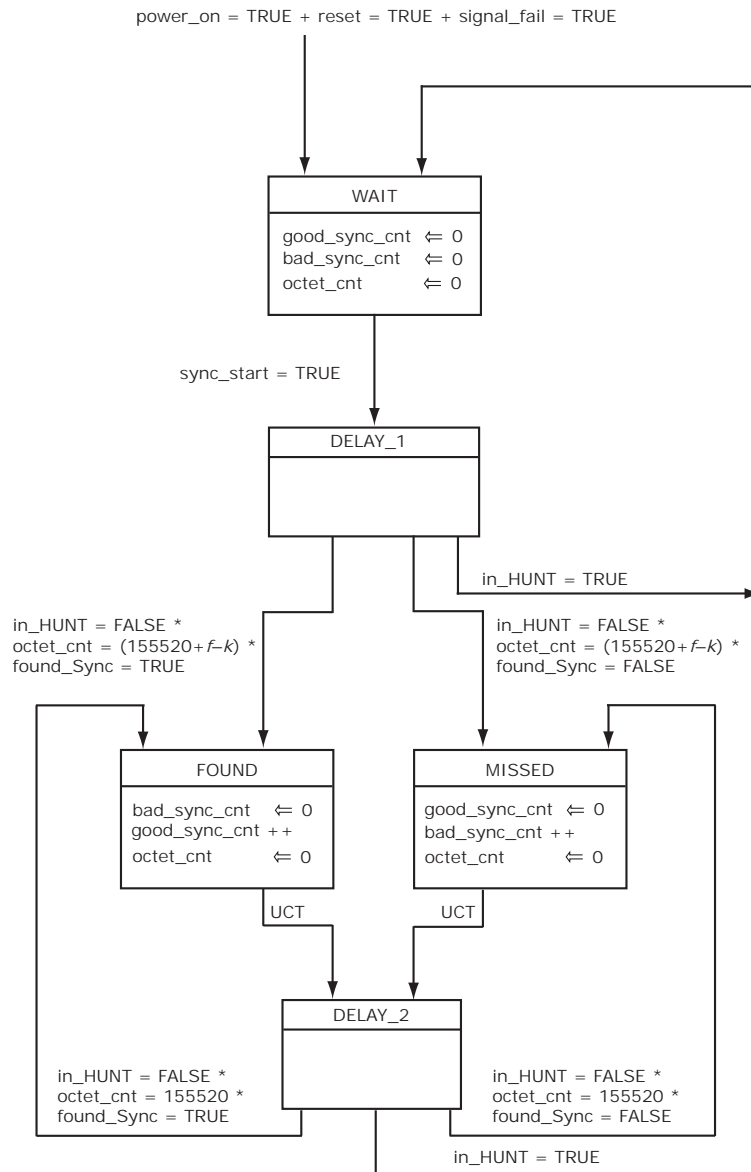 power_on = TRUE + reset = TRUE + signal_fail = TRUE
WAIT
good_sync_cnt ⇐ 0
bad_sync_cnt ⇐ 0
octet_cnt ⇐ 0
sync_start = TRUE
DELAY_1
in_HUNT = TRUE
in_HUNT = FALSE *
octet_cnt = (155520+f–k) *
found_Sync = TRUE
in_HUNT = FALSE *
octet_cnt = (155520+f–k) *
found_Sync = FALSE
FOUND
bad_sync_cnt ⇐ 0
good_sync_cnt ++
octet_cnt ⇐ 0
MISSED
good_sync_cnt ⇐ 0
bad_sync_cnt ++
octet_cnt ⇐ 0
UCT
UCT
DELAY_2
in_HUNT = FALSE *
octet_cnt = 155520 *
found_Sync = TRUE
in_HUNT = FALSE *
octet_cnt = 155520 *
found_Sync = FALSE
in_HUNT = TRUE